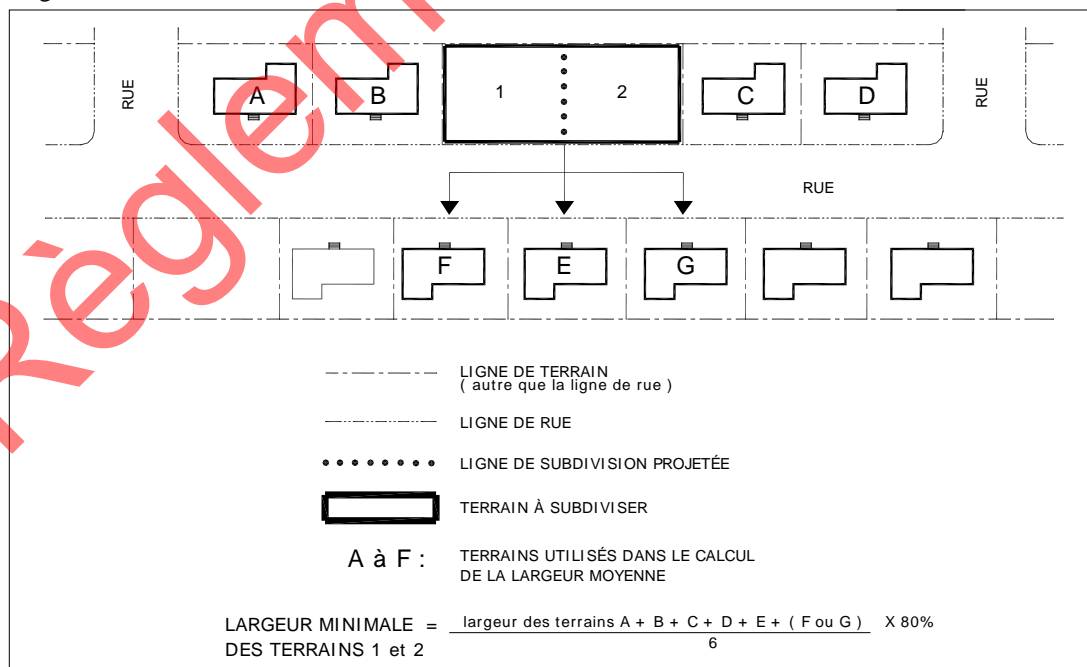 Règlem
RUE
A
B
1
2
C
D
RUE
RUE
F
E
G
LIGNE DE TERRAIN
( autre que la ligne de rue )
LIGNE DE RUE
LIGNE DE SUBDIVISION PROJETÉE
TERRAIN À SUBDIVISER
A à F : TERRAINS UTILISÉS DANS LE CALCUL
DE LA LARGEUR MOYENNE
LARGEUR MINIMALE = largeur des terrains A + B + C + D + E + ( F ou G ) X 80%
DES TERRAINS 1 et 2 6